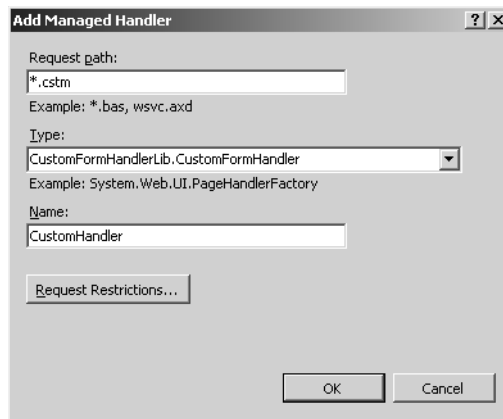 Add Managed Handler
Request path:
*.cstm
Example: *.bas, wsvc.axd
Type:
CustomFormHandlerLib.CustomFormHandler
Example: System.Web.UI.PageHandlerFactory
Name:
CustomHandler
Request Restrictions...
OK Cancel